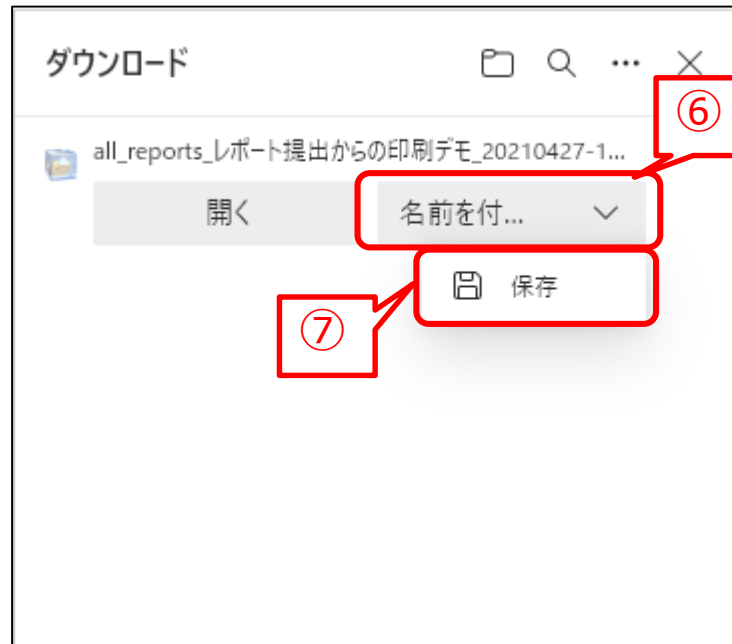 ダウンロード
⑥
all_reports_レポート提出からの印刷デモ_20210427-1...
開く 名前を付...
保存
⑦